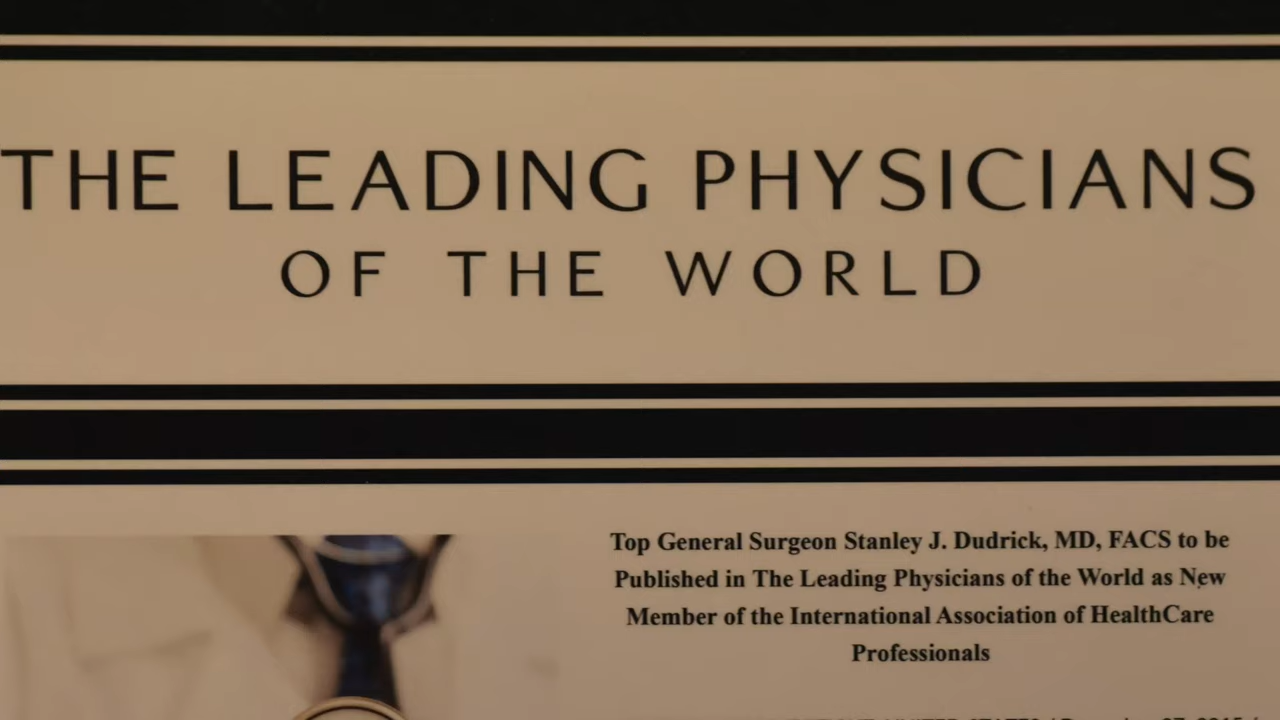 THE LEADING PHYSICIANS
OF THE WORLD
Top General Surgeon Stanley J. Dudrick, MD, FACS to be
Published in The Leading Physicians of the World as New
Member of the International Association of HealthCare
Professionals